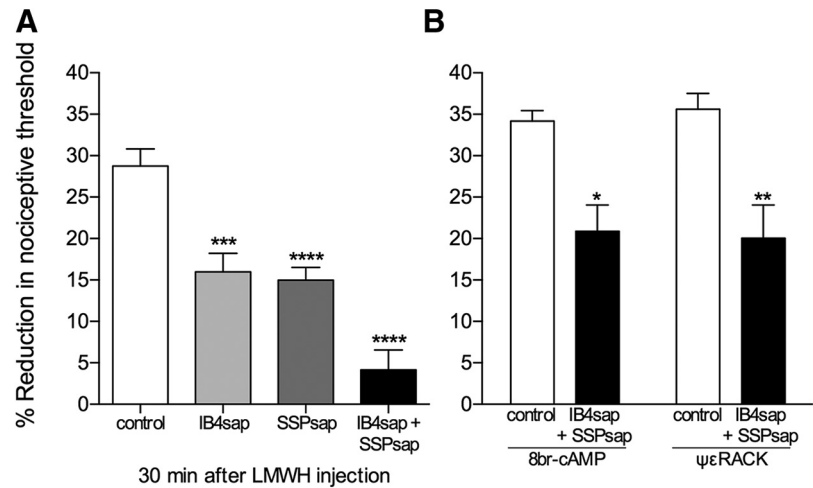 A
B
% Reduction in nociceptive threshold
40
35
30
25
20
15
10
5
0
***
****
****
control
IB4sap
SSPsap
IB4sap +
SSPsap
30 min after LMWH injection
40
35
30
25
20
15
10
5
0
*
**
control
IB4sap
+ SSPsap
control
IB4sap
+ SSPsap
8br-cAMP
ψεRACK